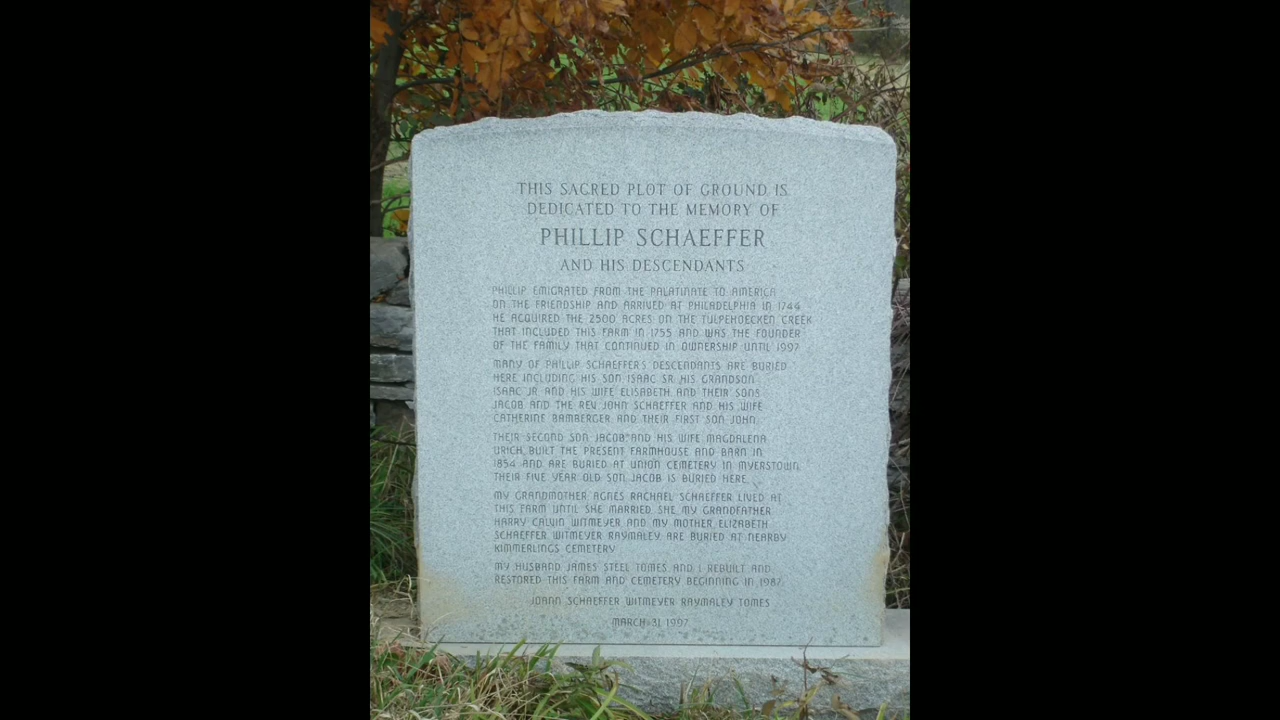 THIS SACRED PLOT OF GROUND IS
DEDICATED TO THE MEMORY OF
PHILLIP SCHAEFFER
AND HIS DESCENDANTS
PHILLIP EMIGRATED FROM THE PALATINATE TO AMERICA
ON THE FRIENDSHIP AND ARRIVED AT PHILADELPHIA IN 1744
HE ACQUIRED THE 2500 ACRES ON THE TULPEHOECKEN CREEK
THAT INCLUDED THIS FARM IN 1755 AND WAS THE FOUNDER
OF THE FAMILY THAT CONTINUED IN OWNERSHIP UNTIL 1997
MANY OF PHILLIP SCHAEFFER'S DESCENDANTS ARE BURIED
HERE INCLUDING HIS SON ISAAC SR. HIS GRANDSON
ISAAC JR. AND HIS WIFE ELISABETH AND THEIR SONS
JACOB AND THE REV. JOHN SCHAEFFER AND HIS WIFE
CATHERINE BAMBERGER AND THEIR FIRST SON JOHN.
THEIR SECOND SON JACOB, AND HIS WIFE MAGDALENA
URICH, BUILT THE PRESENT FARMHOUSE AND BARN IN
1854 AND ARE BURIED AT UNION CEMETERY IN MYERSTOWN.
THEIR FIVE YEAR OLD SON JACOB IS BURIED HERE.
MY GRANDMOTHER AGNES RACHAEL SCHAEFFER LIVED AT
THIS FARM UNTIL SHE MARRIED. SHE, MY GRANDFATHER
HARRY CALVIN WITMEYER AND MY MOTHER, ELIZABETH
SCHAEFFER WITMEYER RAYMALEY, ARE BURIED AT NEARBY
KIMMERLINGS CEMETERY.
MY HUSBAND JAMES STEEL TOMES AND I REBUILT AND
RESTORED THIS FARM AND CEMETERY BEGINNING IN 1987.
JOANN SCHAEFFER WITMEYER RAYMALEY TOMES
MARCH 31 1997